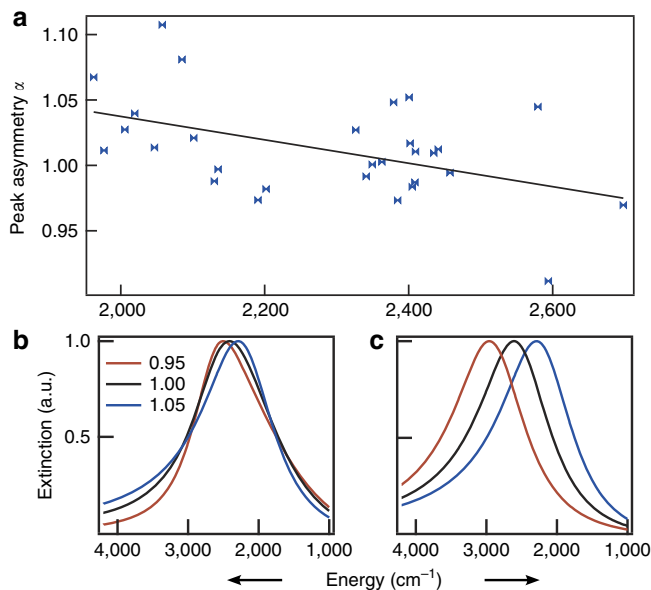 a
Peak asymmetry α
1.10
1.05
1.00
0.95
2,000 2,200 2,400 2,600
b
c
Extinction (a.u.)
1.0
0.5
0.95
1.00
1.05
4,000 3,000 2,000 1,000
4,000 3,000 2,000 1,000
Energy (cm⁻¹)